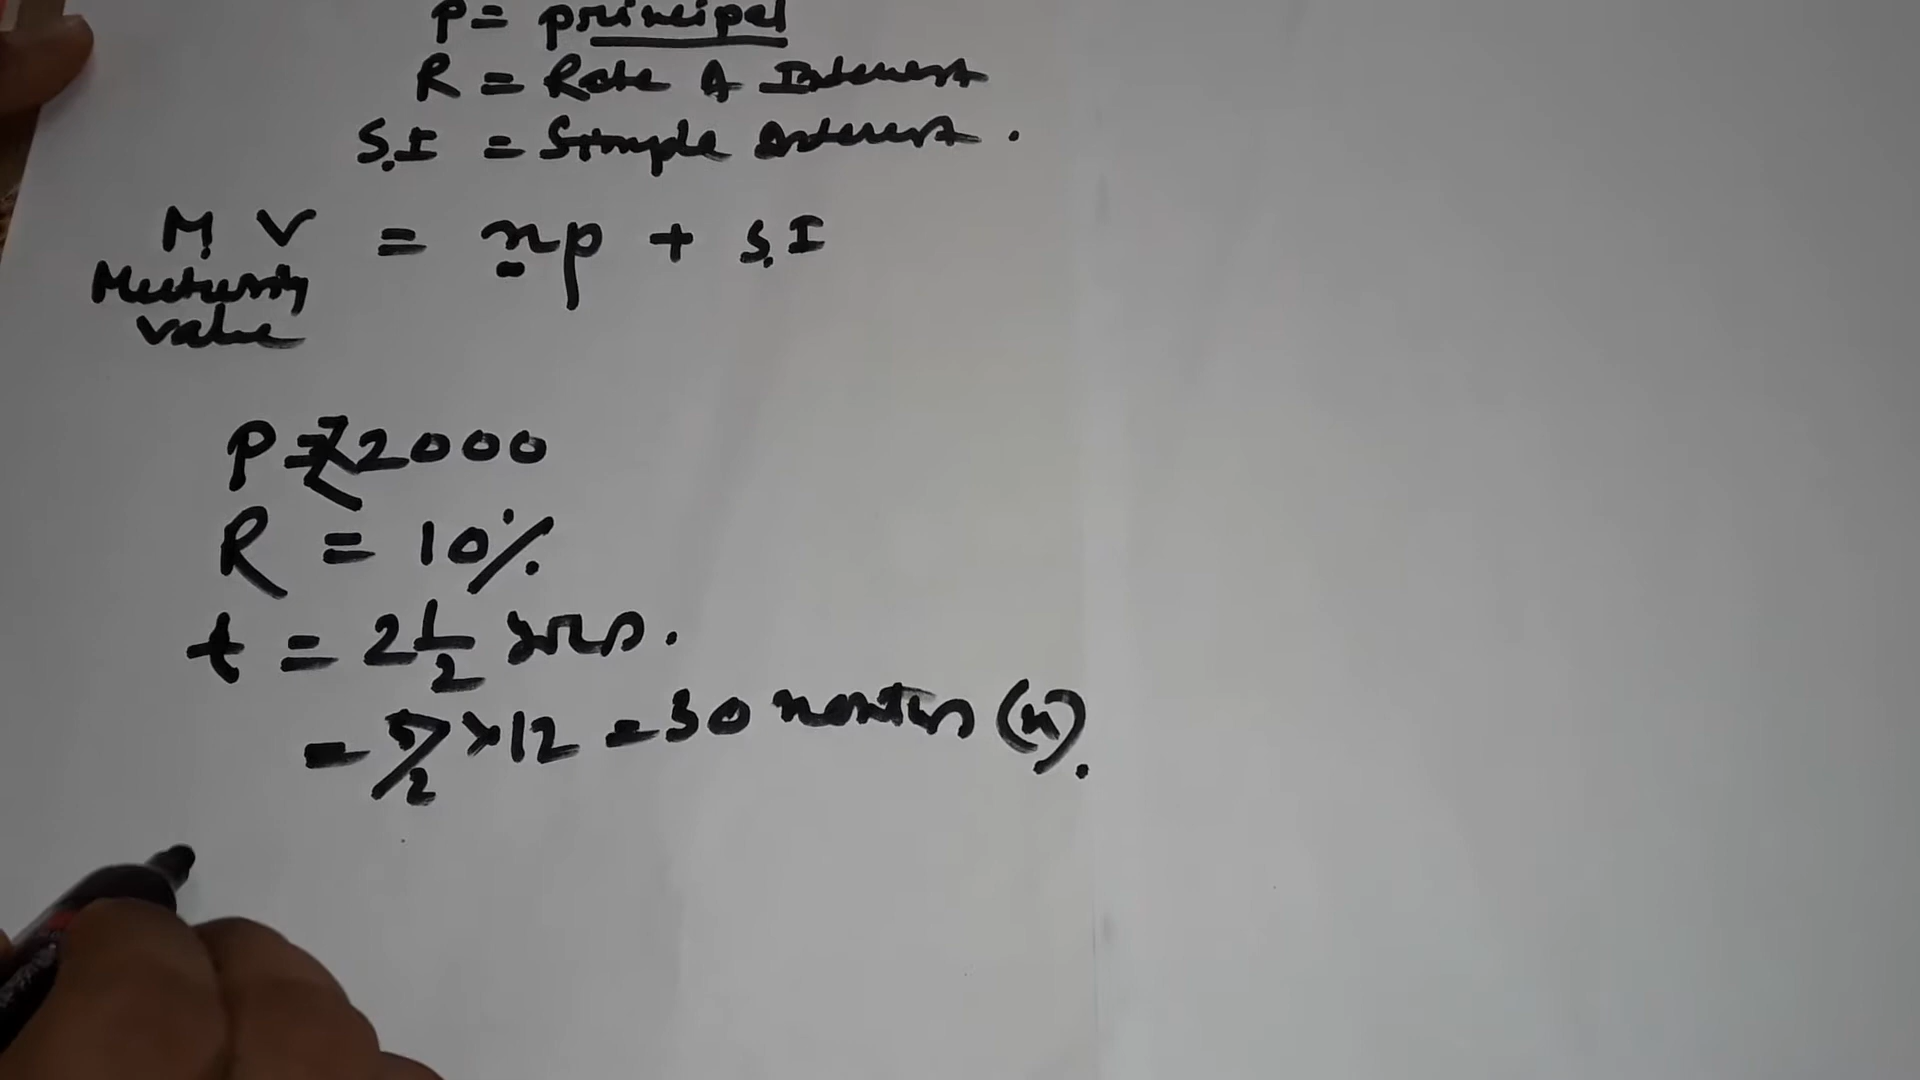 P = principal
R = Rate of Interest
S.I = Simple Interest.
M V = np + S.I
Maturity
value
P = ₹2000
R = 10%
t = 2 1/2 yrs.
= 5/2 × 12 = 30 months (n).